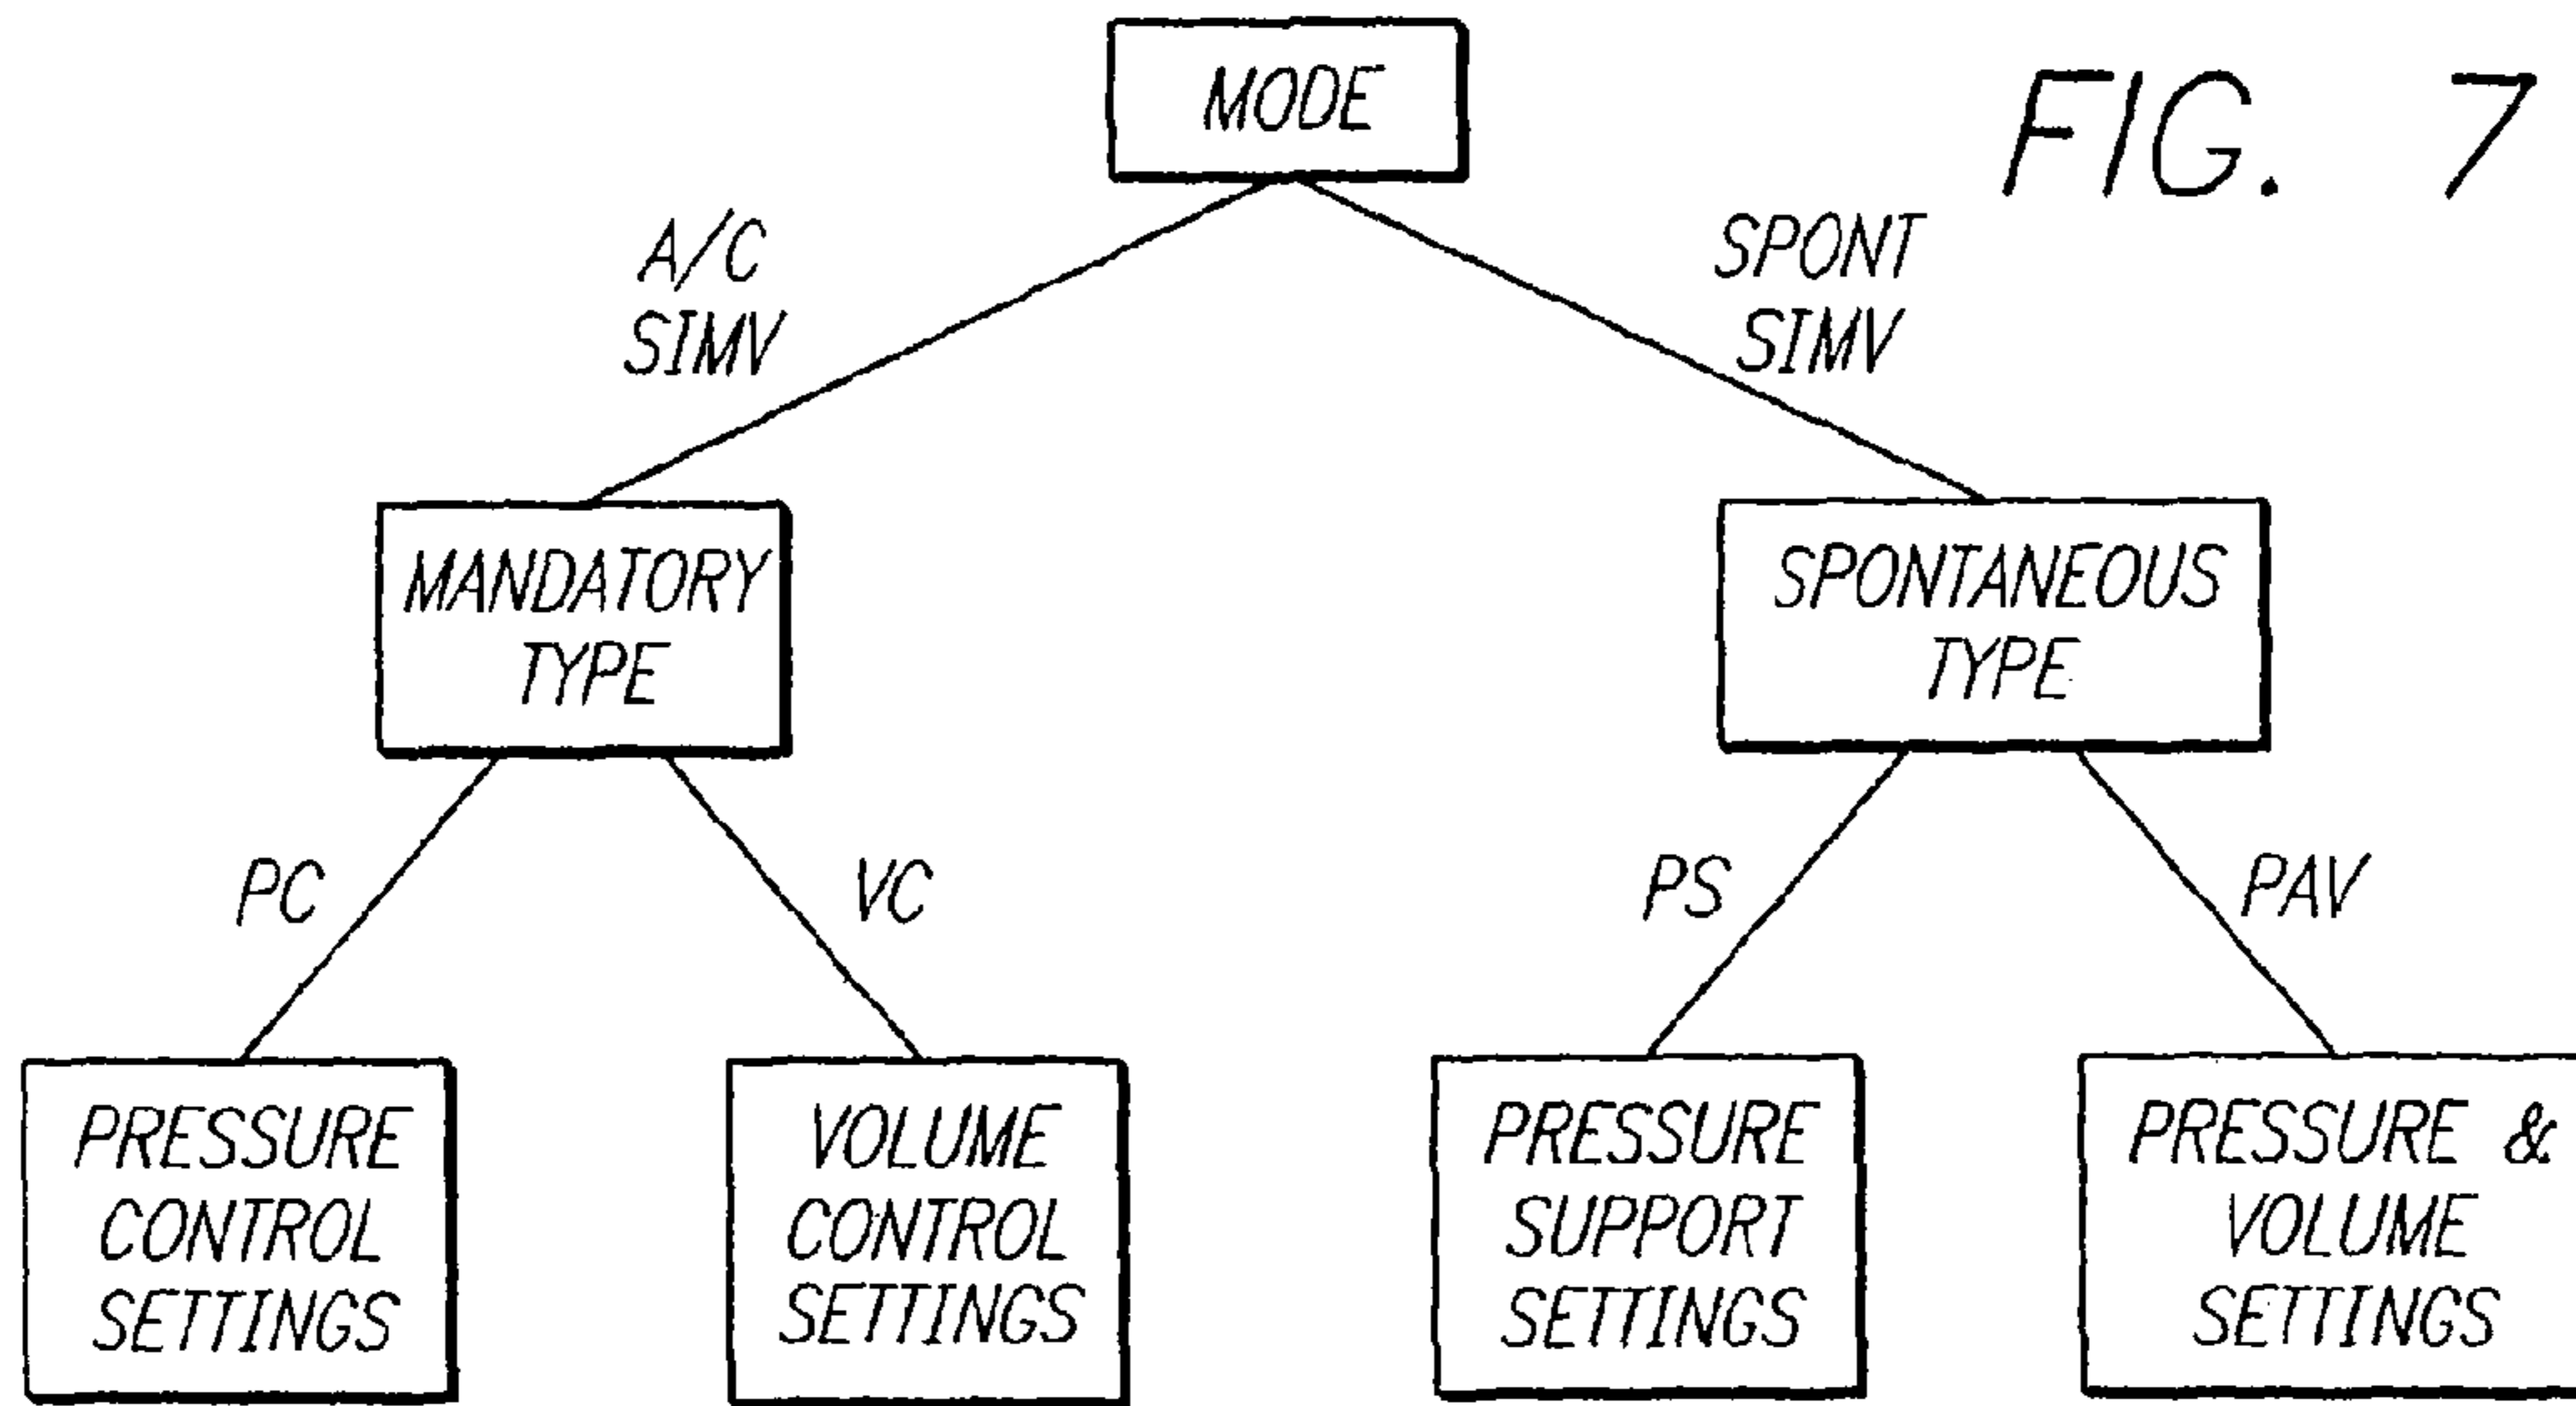 MODE
FIG. 7
A/C
SIMV
SPONT
SIMV
MANDATORY
TYPE
SPONTANEOUS
TYPE
PC
VC
PS
PAV
PRESSURE
CONTROL
SETTINGS
VOLUME
CONTROL
SETTINGS
PRESSURE
SUPPORT
SETTINGS
PRESSURE &
VOLUME
SETTINGS